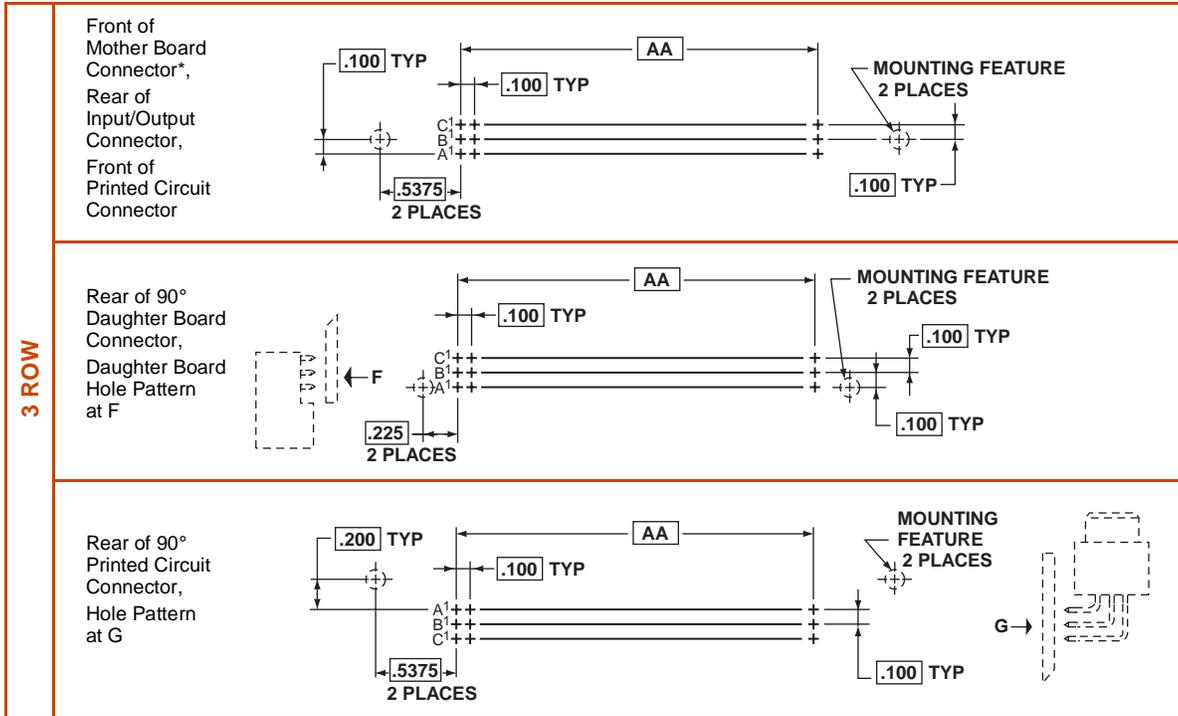 3 ROW
Front of
Mother Board
Connector*,
Rear of
Input/Output
Connector,
Front of
Printed Circuit
Connector
.100 TYP
AA
.100 TYP
MOUNTING FEATURE
2 PLACES
C1
B1
A1
.5375
2 PLACES
.100 TYP
Rear of 90°
Daughter Board
Connector,
Daughter Board
Hole Pattern
at F
F
AA
.100 TYP
MOUNTING FEATURE
2 PLACES
.100 TYP
C1
B1
A1
.225
2 PLACES
.100 TYP
Rear of 90°
Printed Circuit
Connector,
Hole Pattern
at G
.200 TYP
AA
.100 TYP
MOUNTING
FEATURE
2 PLACES
A1
B1
C1
G
.5375
2 PLACES
.100 TYP